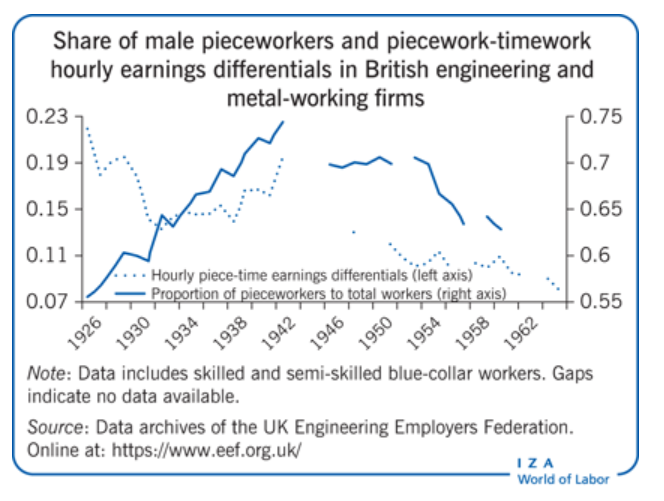 Share of male pieceworkers and piecework-timework
hourly earnings differentials in British engineering and
metal-working firms
0.23
0.19
0.15
0.11
0.07
0.75
0.7
0.65
0.6
0.55
Hourly piece-time earnings differentials (left axis)
Proportion of pieceworkers to total workers (right axis)
1926
1930
1934
1938
1942
1946
1950
1954
1958
1962
Note: Data includes skilled and semi-skilled blue-collar workers. Gaps
indicate no data available.
Source: Data archives of the UK Engineering Employers Federation.
Online at: https://www.eef.org.uk/
I Z A
World of Labor